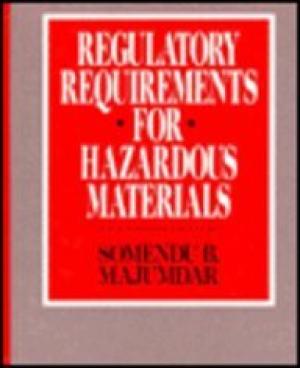 REGULATORY
REQUIREMENTS
• FOR •
HAZARDOUS
MATERIALS
SOMENDU B.
MAJUMDAR